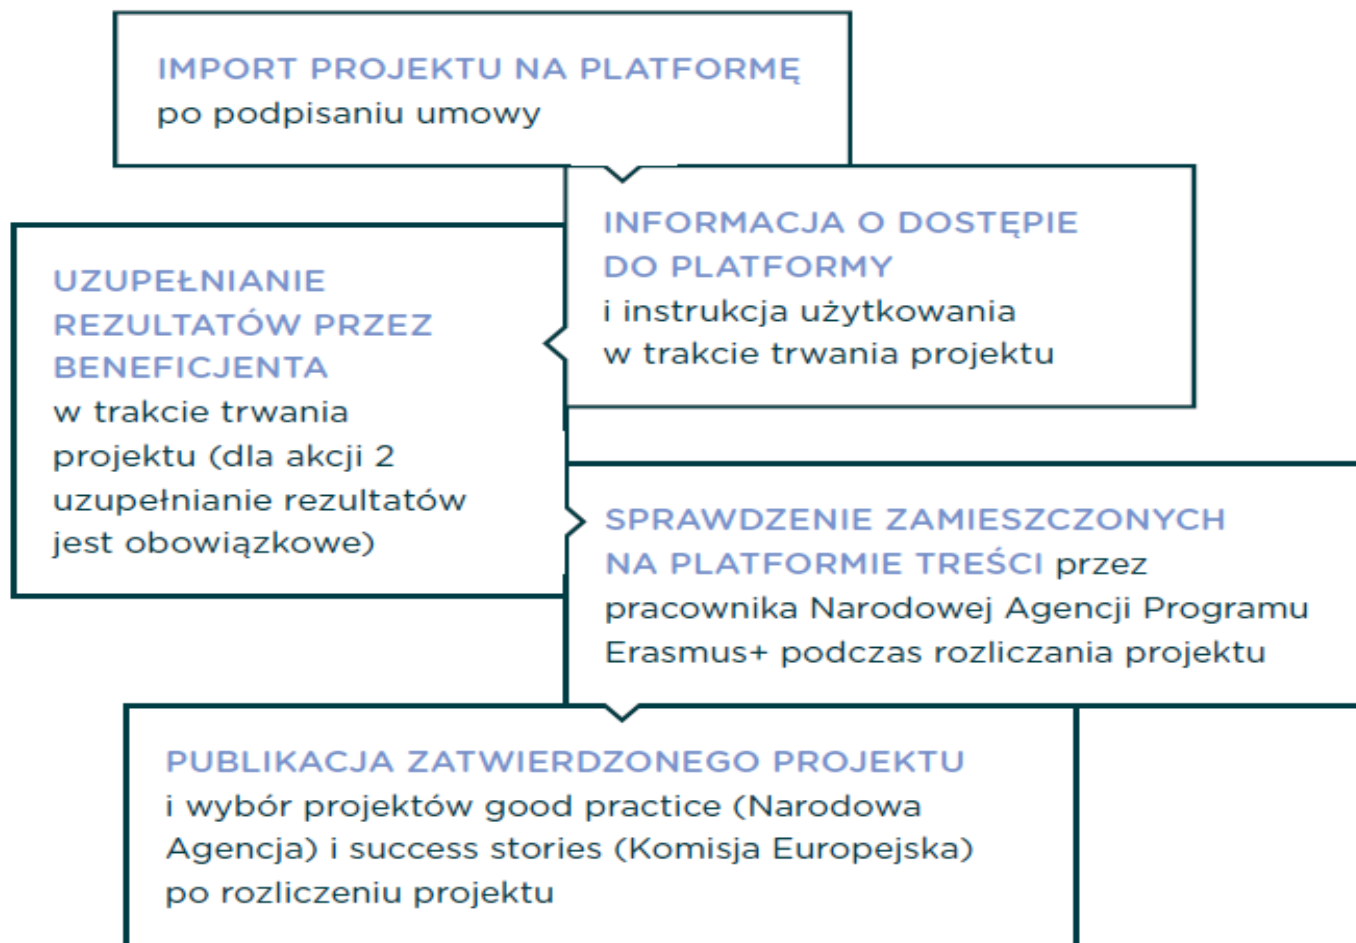 IMPORT PROJEKTU NA PLATFORMĘ
po podpisaniu umowy
INFORMACJA O DOSTĘPIE
DO PLATFORMY
i instrukcja użytkowania
w trakcie trwania projektu
UZUPEŁNIANIE
REZULTATÓW PRZEZ
BENEFICJENTA
w trakcie trwania
projektu (dla akcji 2
uzupełnianie rezultatów
jest obowiązkowe)
SPRAWDZENIE ZAMIESZCZONYCH
NA PLATFORMIE TREŚCI przez
pracownika Narodowej Agencji Programu
Erasmus+ podczas rozliczania projektu
PUBLIKACJA ZATWIERDZONEGO PROJEKTU
i wybór projektów good practice (Narodowa
Agencja) i success stories (Komisja Europejska)
po rozliczeniu projektu